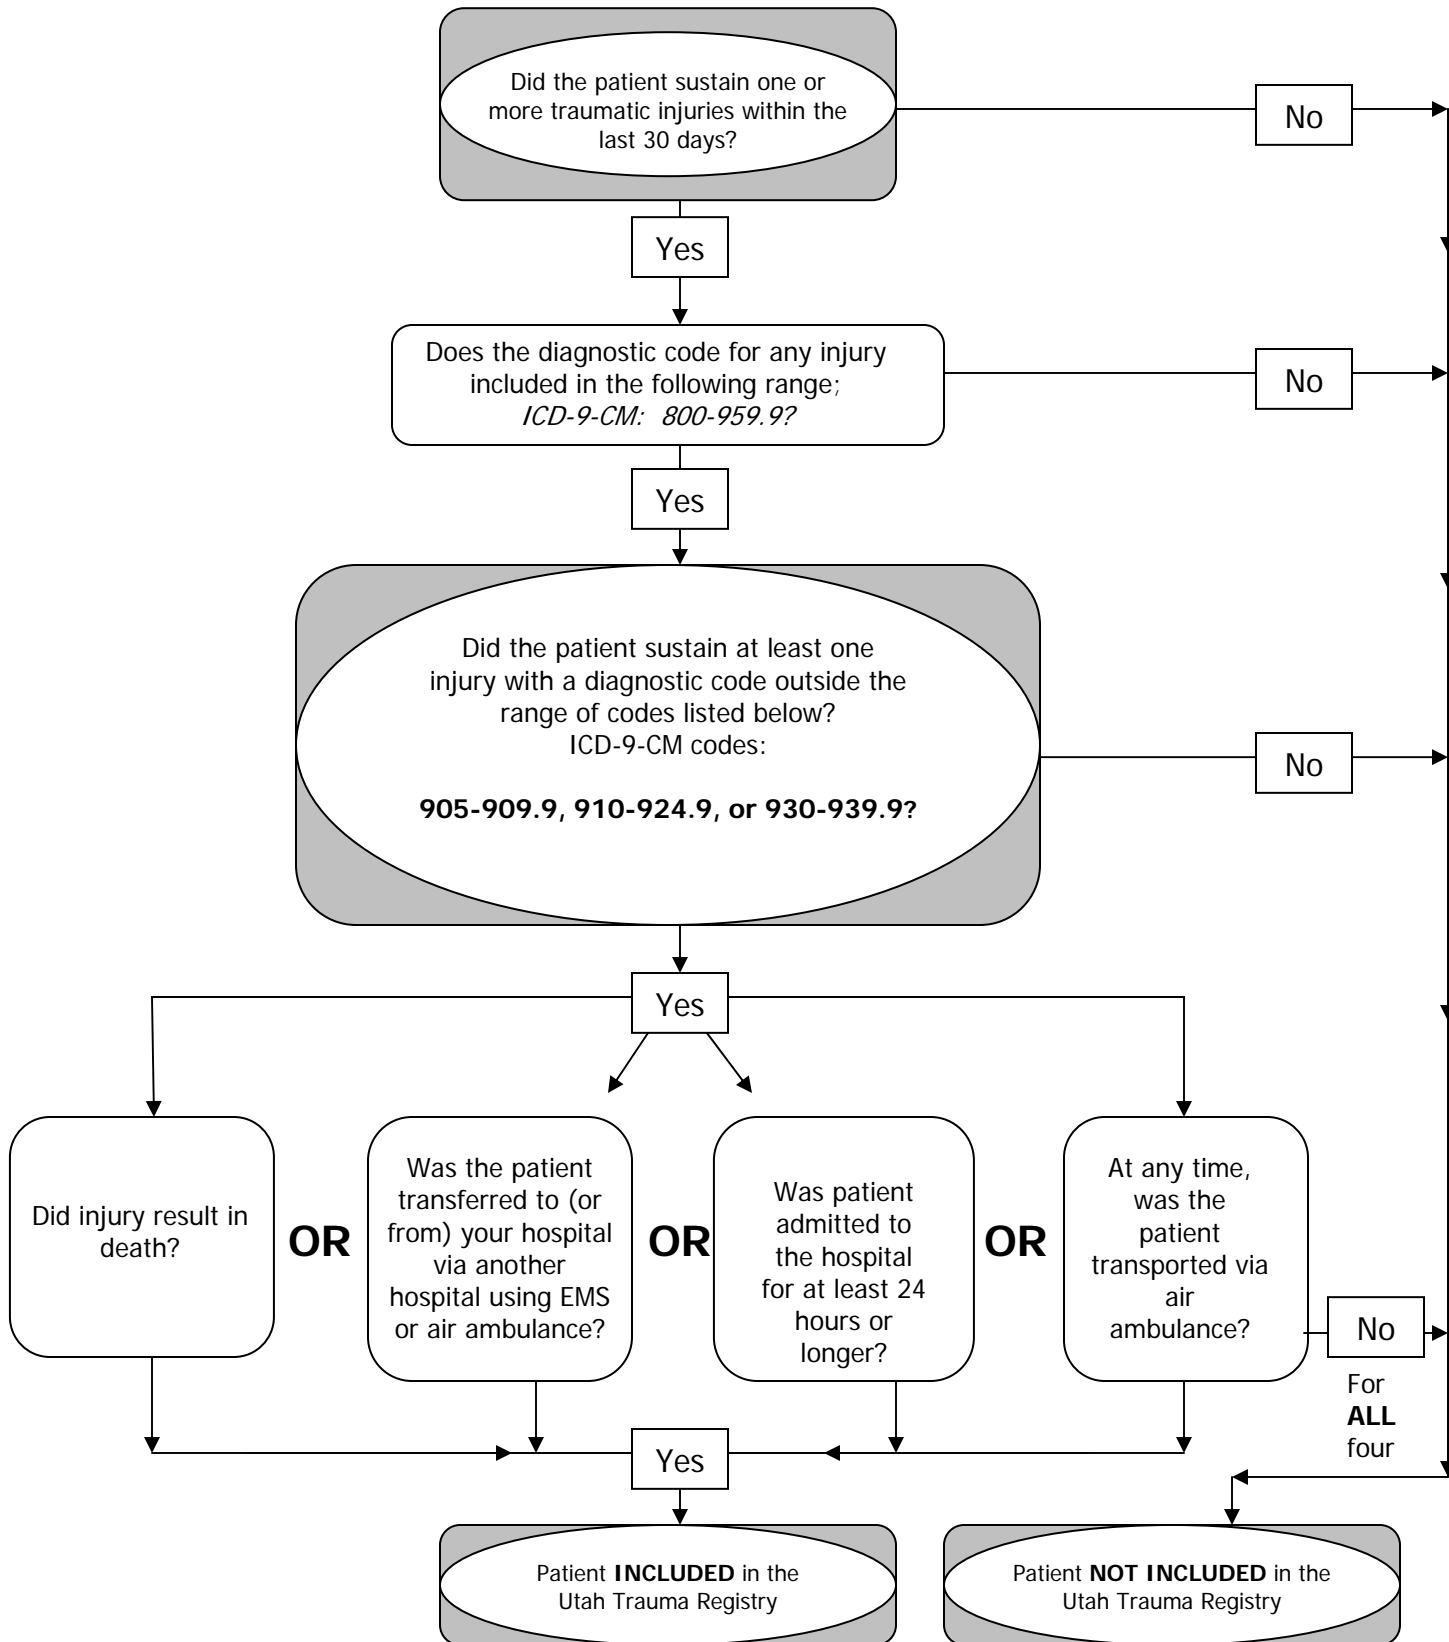 Did the patient sustain one or
more traumatic injuries within the
last 30 days?
No
Yes
Does the diagnostic code for any injury
included in the following range;
ICD-9-CM:  800-959.9?
No
Yes
Did the patient sustain at least one
injury with a diagnostic code outside the
range of codes listed below?
ICD-9-CM codes:
905-909.9, 910-924.9, or 930-939.9?
No
Yes
Did injury result in
death?
OR
Was the patient
transferred to (or
from) your hospital
via another
hospital using EMS
or air ambulance?
OR
Was patient
admitted to
the hospital
for at least 24
hours or
longer?
OR
At any time,
was the
patient
transported via
air
ambulance?
No
For
ALL
four
Yes
Patient INCLUDED in the
Utah Trauma Registry
Patient NOT INCLUDED in the
Utah Trauma Registry